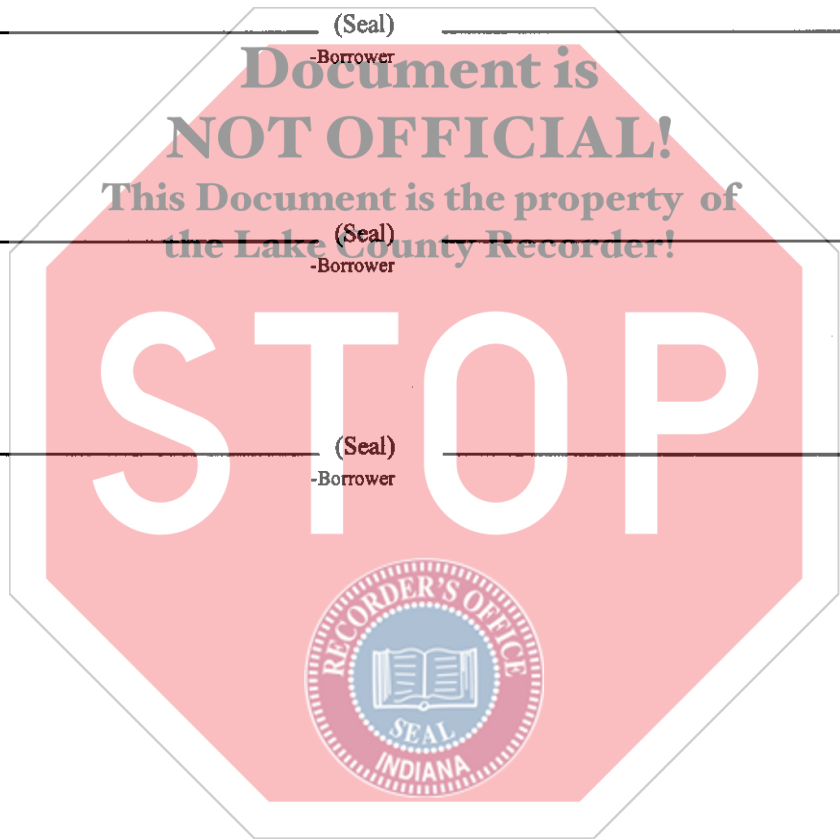 (Seal)
-Borrower
Document is
NOT OFFICIAL!
This Document is the property of
the Lake County Recorder!
(Seal)
-Borrower
STOP
(Seal)
-Borrower
RECORDER'S OFFICE
SEAL
INDIANA